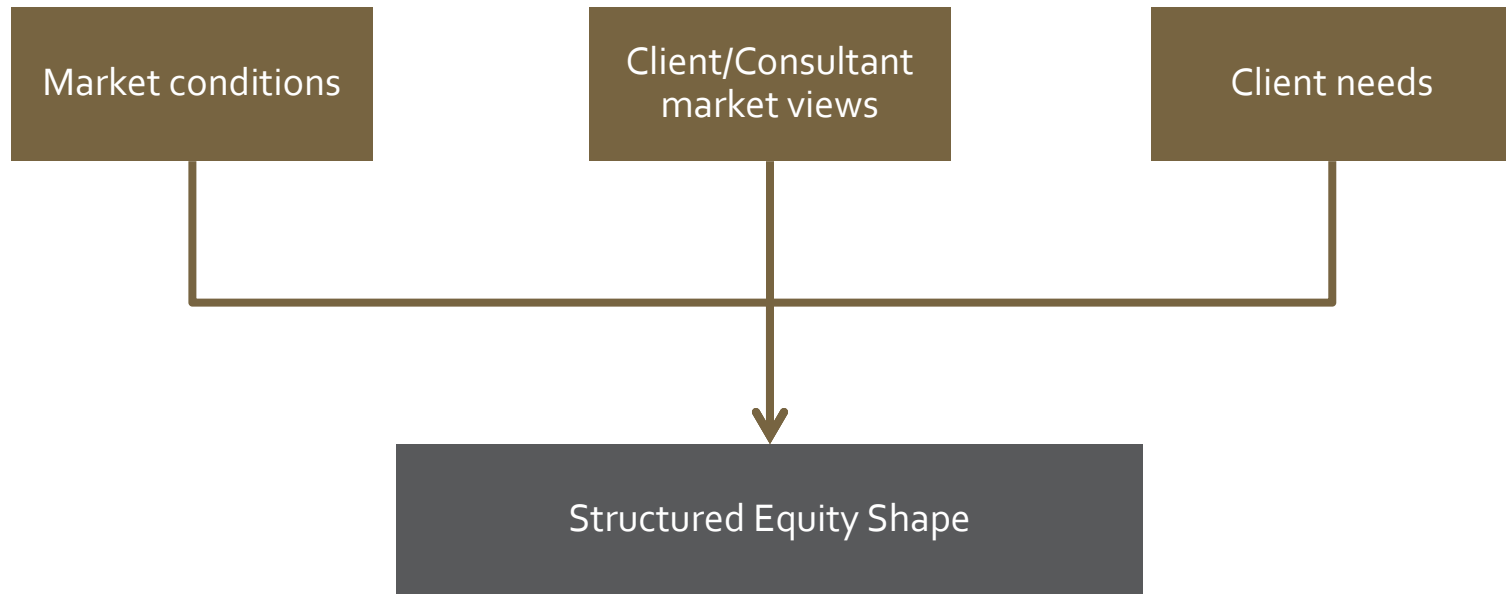 Market conditions
Client/Consultant
market views
Client needs
Structured Equity Shape